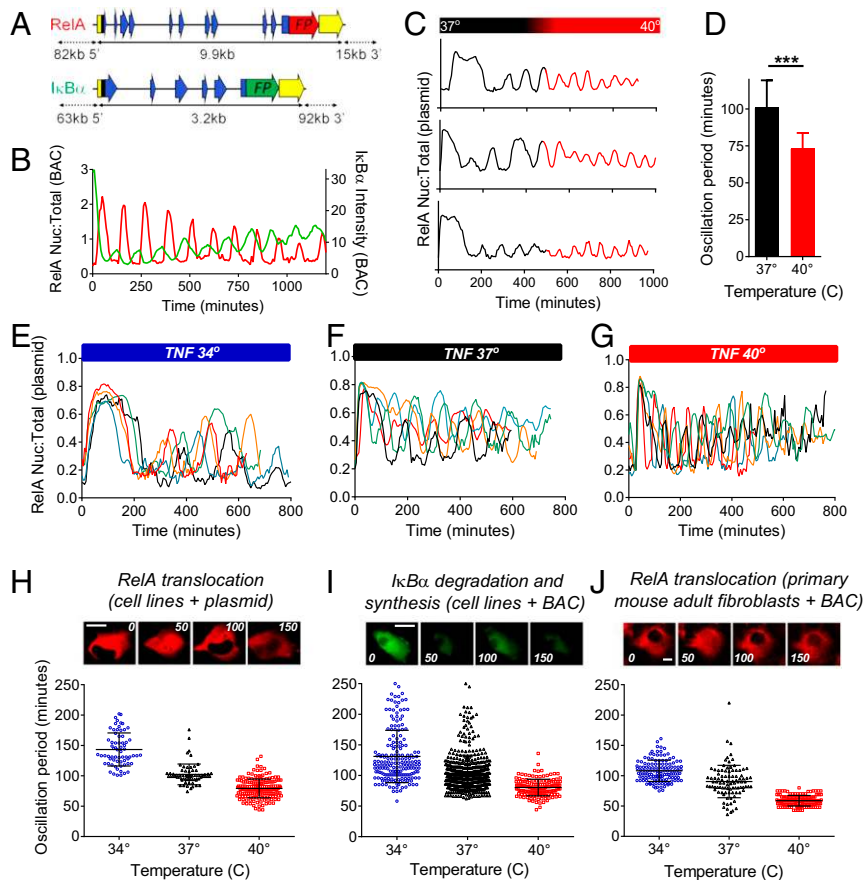 A
RelA
FP
82kb 5'
9.9kb
15kb 3'
IκBα
FP
63kb 5'
3.2kb
92kb 3'
B
RelA Nuc:Total (BAC)
3
2
1
0
IκBα Intensity (BAC)
30
20
10
0
0 250 500 750 1000
Time (minutes)
C
37° 40°
RelA Nuc:Total (plasmid)
0 200 400 600 800 1000
Time (minutes)
D
***
Oscillation period (minutes)
100
75
50
25
0
37° 40°
Temperature (C)
E
TNF 34°
RelA Nuc:Total (plasmid)
1.0
0.8
0.6
0.4
0.2
0.0
0 200 400 600 800
Time (minutes)
F
TNF 37°
1.0
0.8
0.6
0.4
0.2
0.0
0 200 400 600 800
Time (minutes)
G
TNF 40°
1.0
0.8
0.6
0.4
0.2
0.0
0 200 400 600 800
Time (minutes)
H
RelA translocation
(cell lines + plasmid)
0 50 100 150
Oscillation period (minutes)
250
200
150
100
50
0
34° 37° 40°
Temperature (C)
I
IκBα degradation and
synthesis (cell lines + BAC)
0 50 100 150
250
200
150
100
50
0
34° 37° 40°
Temperature (C)
J
RelA translocation (primary
mouse adult fibroblasts + BAC)
0 50 100 150
250
200
150
100
50
0
34° 37° 40°
Temperature (C)